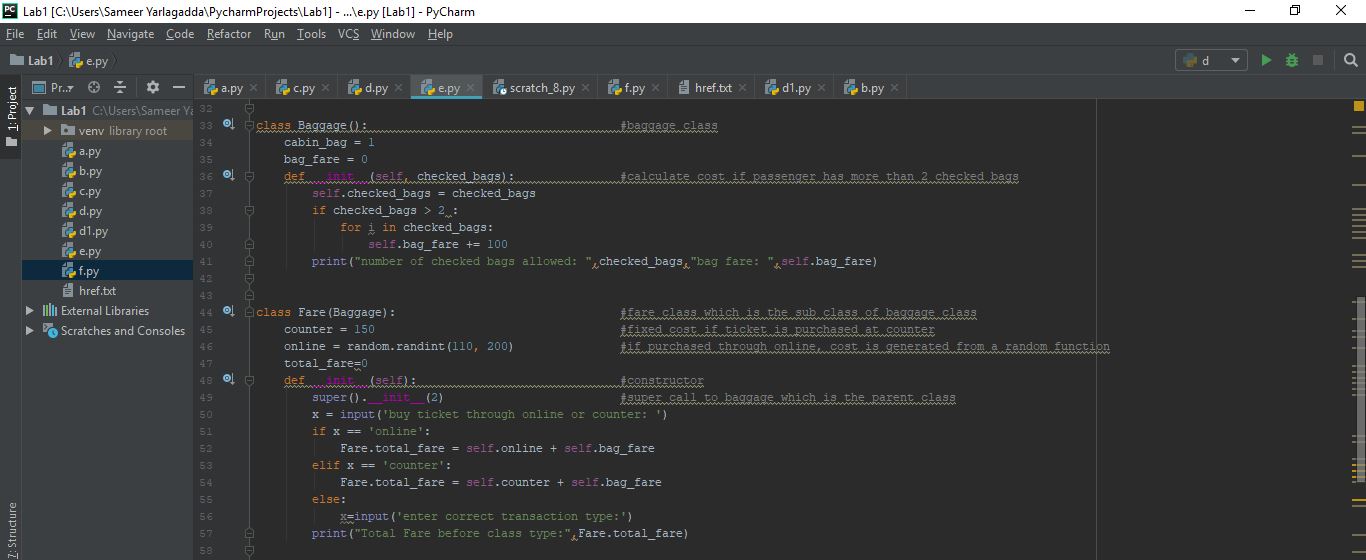 PC Lab1 [C:\Users\Sameer Yarlagadda\PycharmProjects\Lab1] - ...\e.py [Lab1] - PyCharm
File Edit View Navigate Code Refactor Run Tools VCS Window Help
Lab1 e.py d
1: Project
Pr.. a.py c.py d.py e.py scratch_8.py f.py href.txt d1.py b.py
Lab1 C:\Users\Sameer Ya
venv library root
a.py
b.py
c.py
d.py
d1.py
e.py
f.py
href.txt
External Libraries
Scratches and Consoles
7: Structure
32
33 class Baggage(): #baggage class
34 cabin_bag = 1
35 bag_fare = 0
36 def __init__(self, checked_bags): #calculate cost if passenger has more than 2 checked bags
37 self.checked_bags = checked_bags
38 if checked_bags > 2 :
39 for i in checked_bags:
40 self.bag_fare += 100
41 print("number of checked bags allowed: ",checked_bags,"bag fare: ",self.bag_fare)
42
43
44 class Fare(Baggage): #fare class which is the sub class of baggage class
45 counter = 150 #fixed cost if ticket is purchased at counter
46 online = random.randint(110, 200) #if purchased through online, cost is generated from a random function
47 total_fare=0
48 def __init__(self): #constructor
49 super().__init__(2) #super call to baggage which is the parent class
50 x = input('buy ticket through online or counter: ')
51 if x == 'online':
52 Fare.total_fare = self.online + self.bag_fare
53 elif x == 'counter':
54 Fare.total_fare = self.counter + self.bag_fare
55 else:
56 x=input('enter correct transaction type:')
57 print("Total Fare before class type:",Fare.total_fare)
58